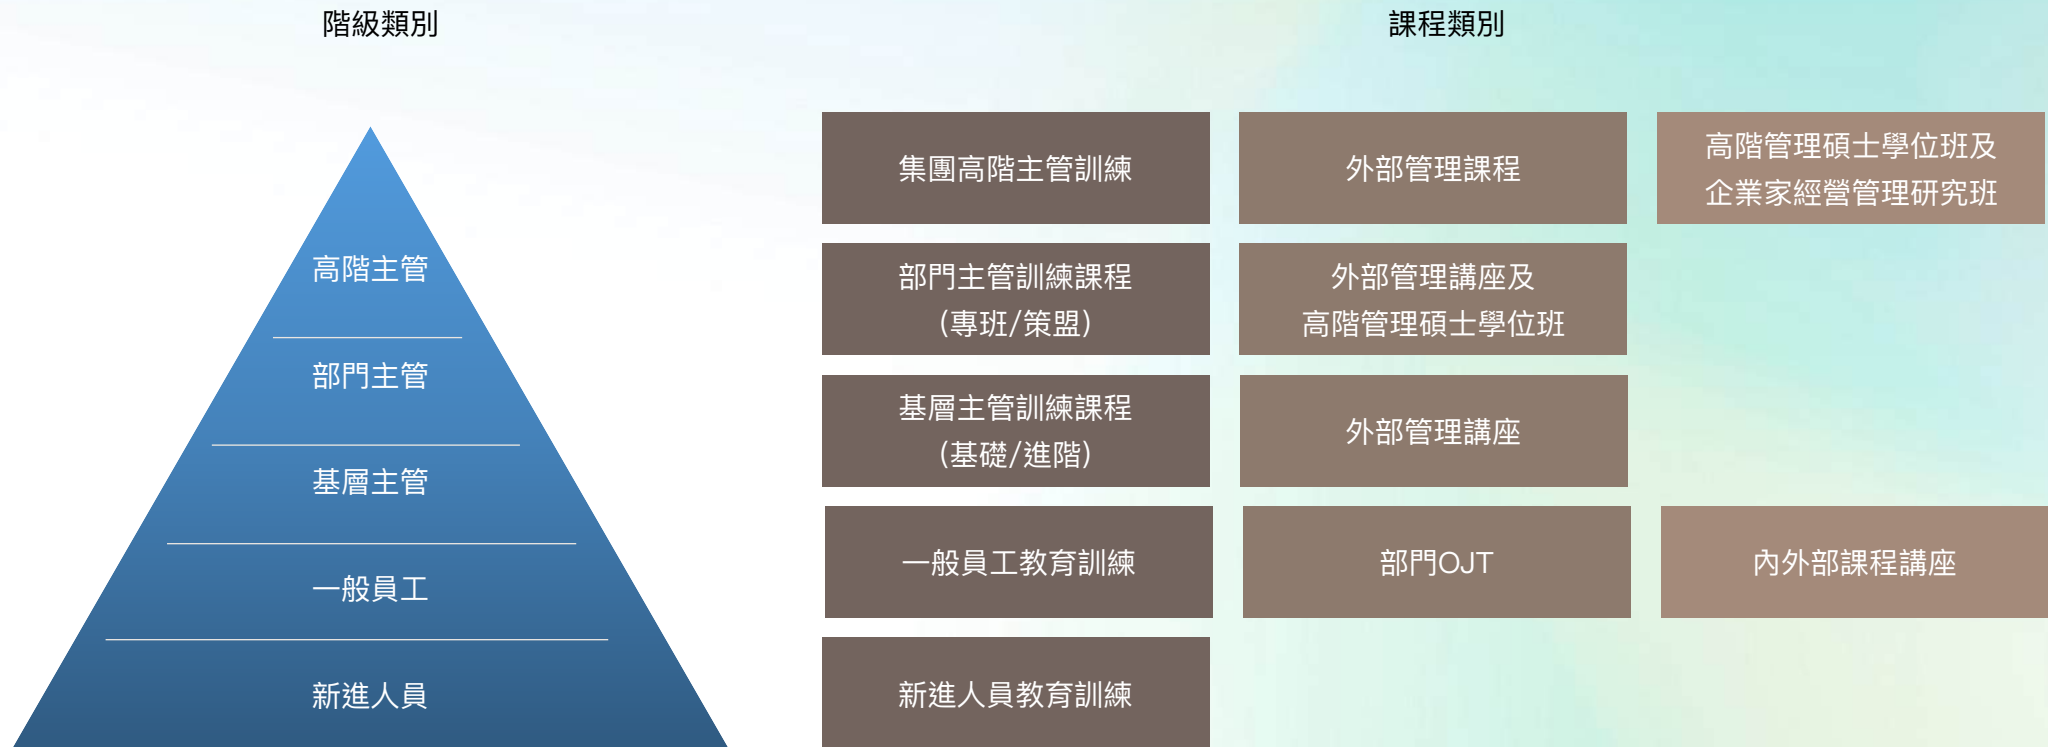 階級類別
課程類別
高階主管
部門主管
基層主管
一般員工
新進人員
集團高階主管訓練
外部管理課程
高階管理碩士學位班及
企業家經營管理研究班
部門主管訓練課程
(專班/策盟)
外部管理講座及
高階管理碩士學位班
基層主管訓練課程
(基礎/進階)
外部管理講座
一般員工教育訓練
部門OJT
內外部課程講座
新進人員教育訓練